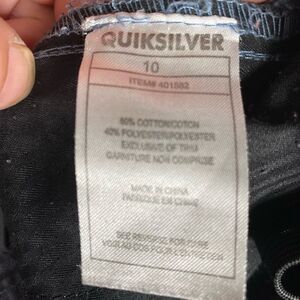 QUIKSILVER
10
ITEM# 401582
60% COTTON/COTON
40% POLYESTER/POLYESTER
EXCLUSIVE OF TRIM
GARNITURE NON COMPRISE
MADE IN CHINA
FABRIQUE EN CHINE
SEE REVERSE FOR CARE
VOIR AU DOS POUR L'ENTRETIEN